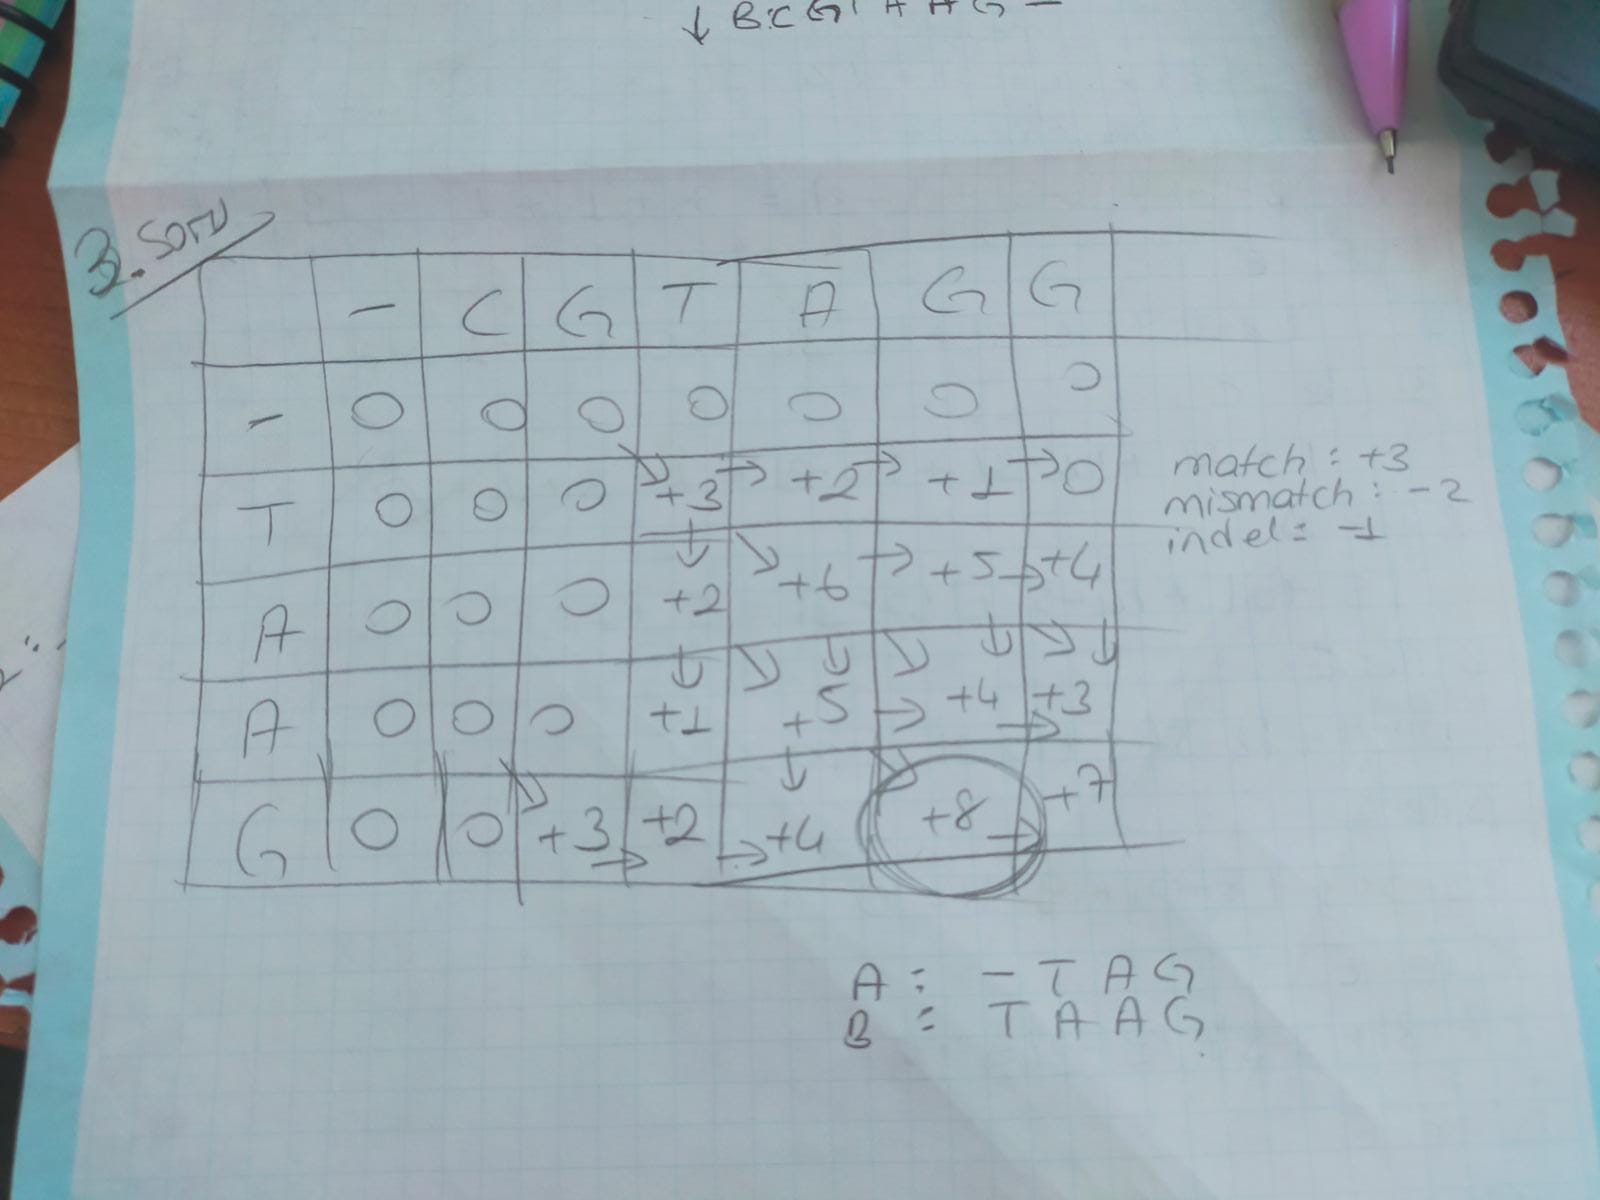 3. soru
- C G T A G G
- 0 0 0 0 0 0 0
T 0 0 0 → +3 → +2 → +1 → 0
A 0 0 0 +2 +6 → +5 → +4
A 0 0 0 +1 +5 → +4 → +3
G 0 0 +3 → +2 → +4 +8 → +7
match: +3
mismatch: -2
indel: -1
A: - T A G
B: T A A G